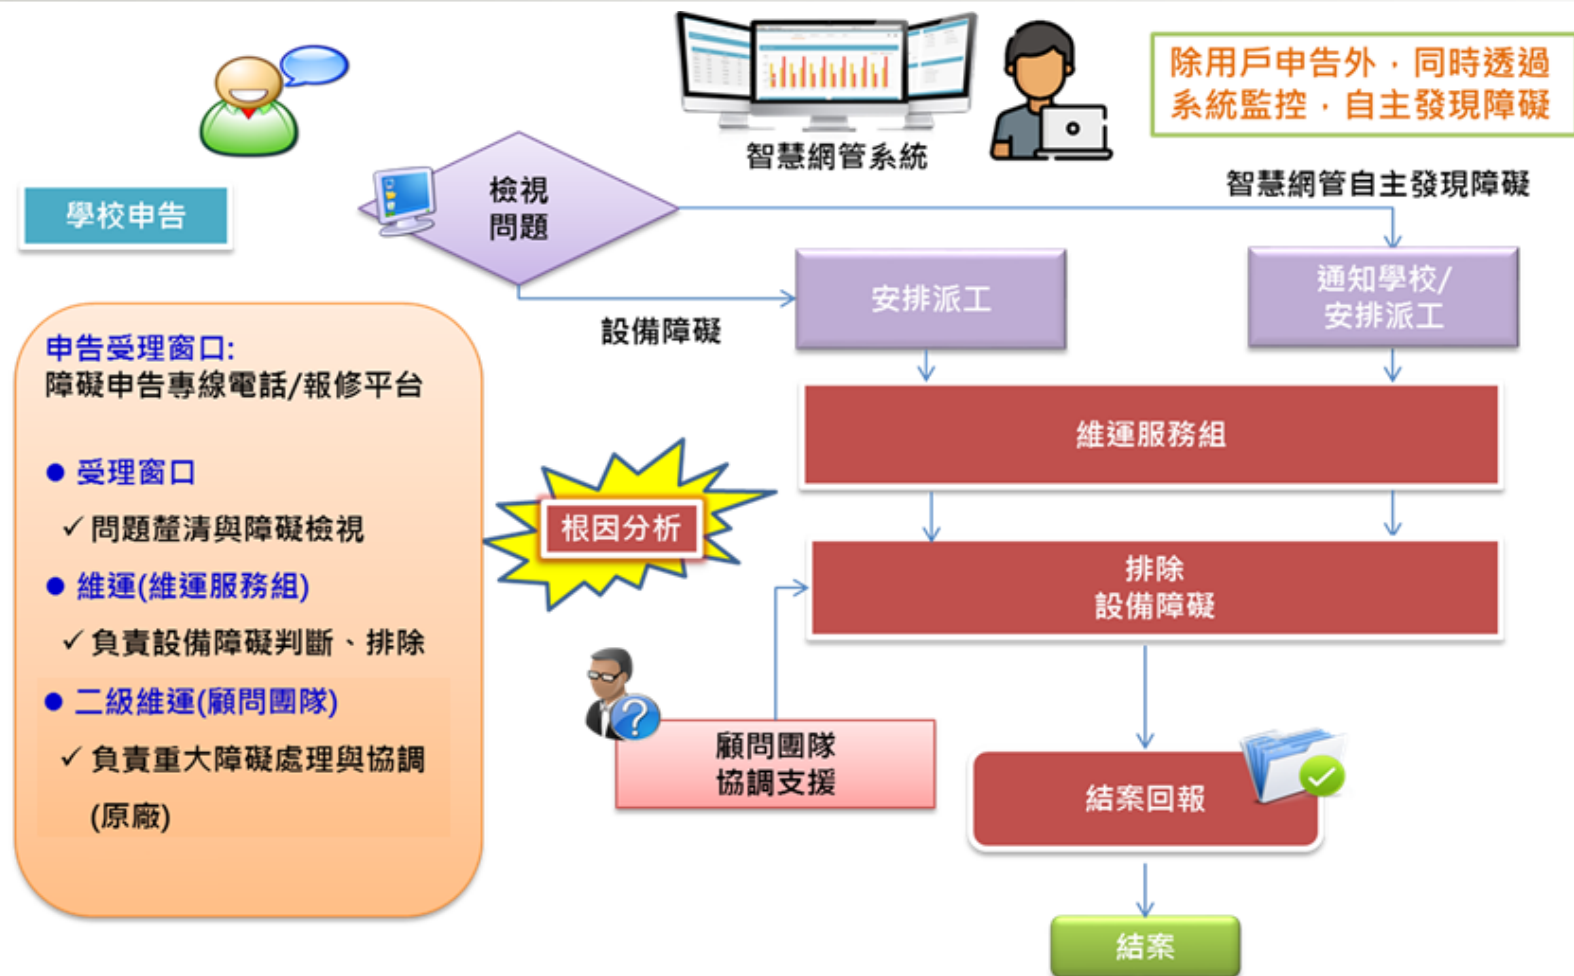 除用戶申告外，同時透過
系統監控，自主發現障礙
智慧網管系統
智慧網管自主發現障礙
學校申告
檢視
問題
安排派工
通知學校/
安排派工
設備障礙
申告受理窗口:
障礙申告專線電話/報修平台
● 受理窗口
✓ 問題釐清與障礙檢視
● 維運(維運服務組)
✓ 負責設備障礙判斷、排除
● 二級維運(顧問團隊)
✓ 負責重大障礙處理與協調
(原廠)
根因分析
維運服務組
排除
設備障礙
顧問團隊
協調支援
結案回報
結案